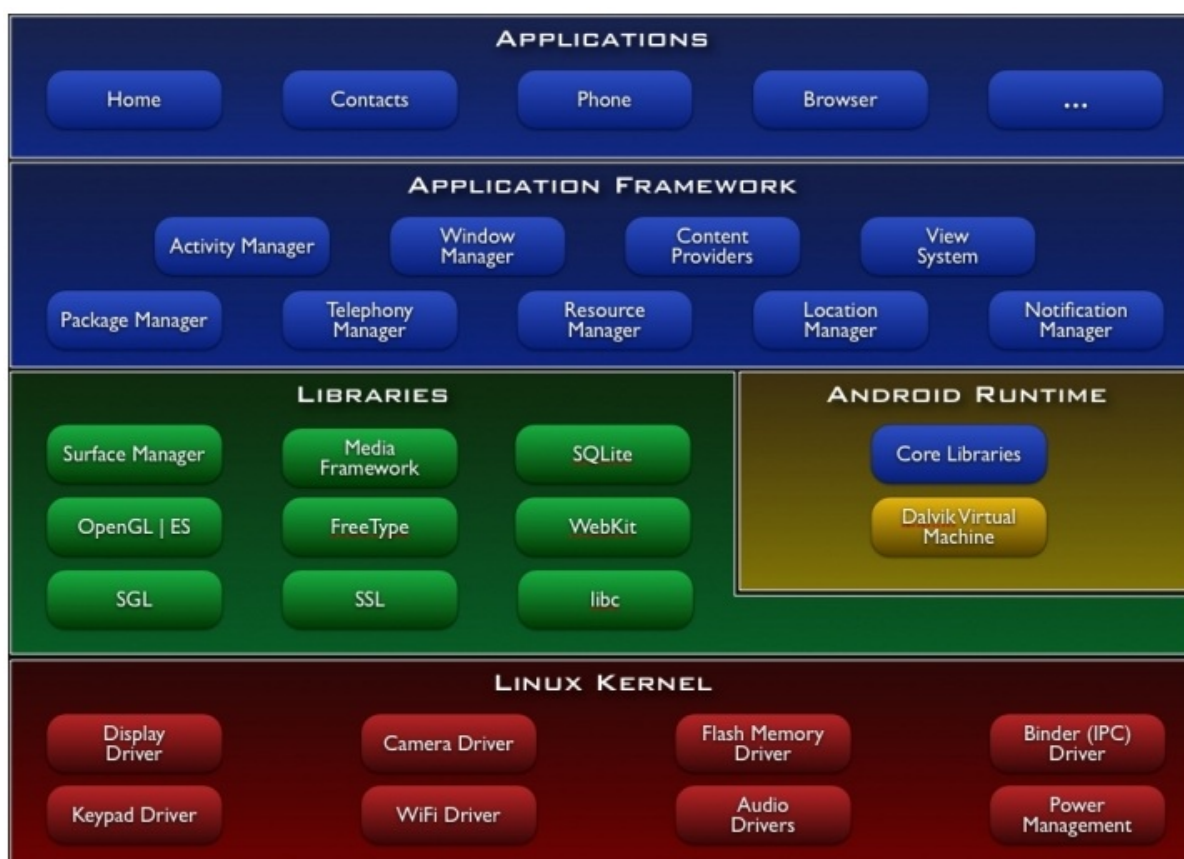 APPLICATIONS
Home
Contacts
Phone
Browser
...
APPLICATION FRAMEWORK
Activity Manager
Window
Manager
Content
Providers
View
System
Package Manager
Telephony
Manager
Resource
Manager
Location
Manager
Notification
Manager
LIBRARIES
Surface Manager
Media
Framework
SQLite
OpenGL | ES
FreeType
WebKit
SGL
SSL
libc
ANDROID RUNTIME
Core Libraries
Dalvik Virtual
Machine
LINUX KERNEL
Display
Driver
Camera Driver
Flash Memory
Driver
Binder (IPC)
Driver
Keypad Driver
WiFi Driver
Audio
Drivers
Power
Management